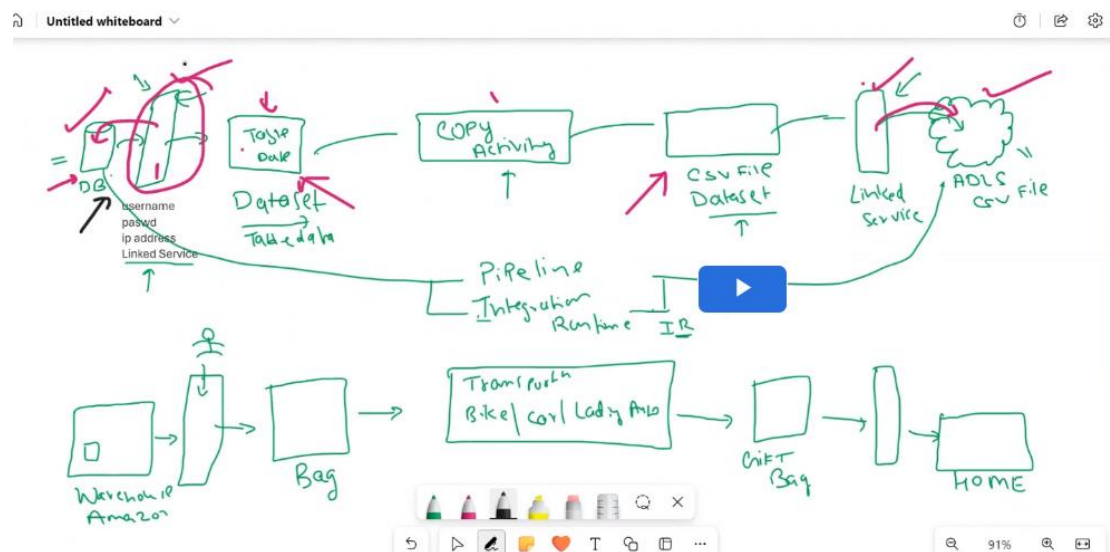 Untitled whiteboard
DB
username
paswd
ip address
Linked Service
Table
Data
Dataset
Table data
COPY
Activity
CSV File
Dataset
Linked
Service
ADLS
CSV File
Pipeline
Integration
Runtime IR
Warehouse
Amazon
Bag
Bike/car/Lady
GiFT
Bag
HOME
91%